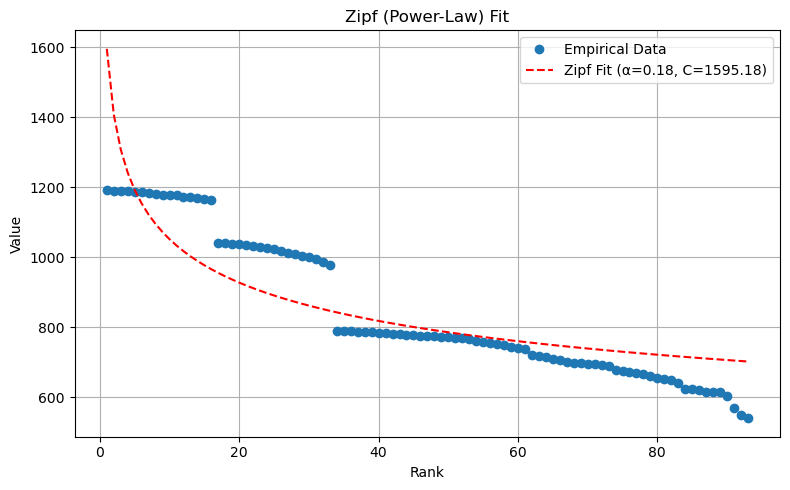 Zipf (Power-Law) Fit
Empirical Data
Zipf Fit (α=0.18, C=1595.18)
1600
1400
1200
1000
800
600
Value
0
20
40
60
80
Rank